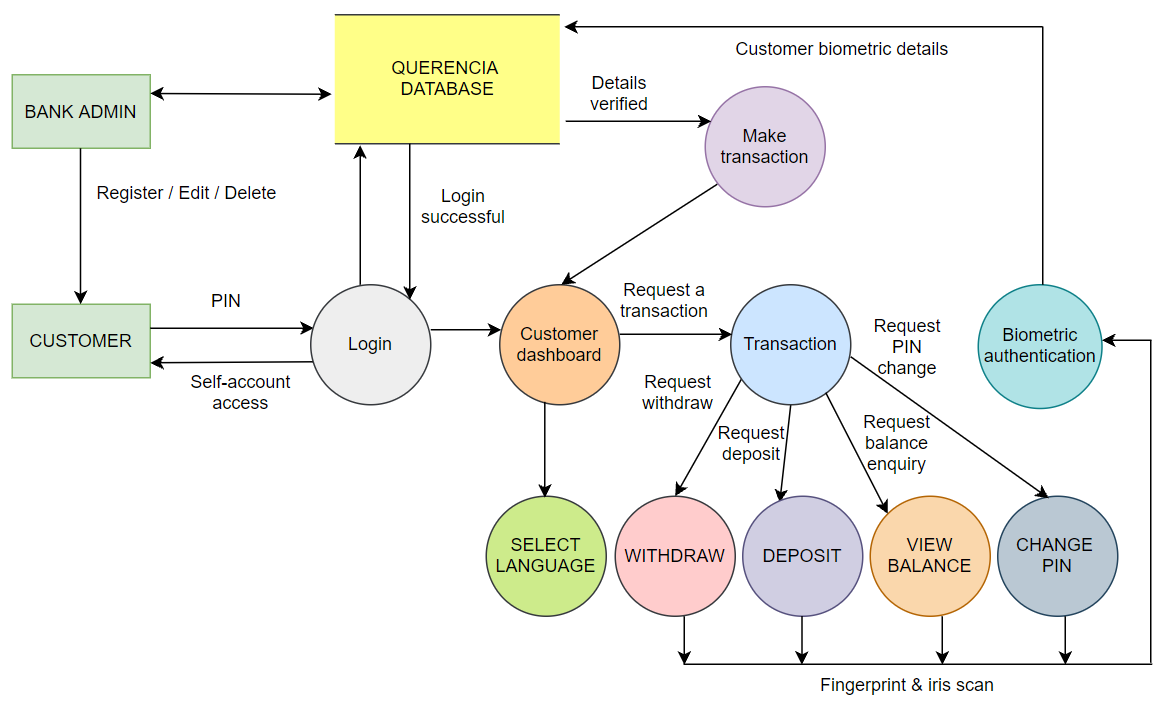 Customer biometric details
QUERENCIA
DATABASE
Details
verified
BANK ADMIN
Make
transaction
Register / Edit / Delete
Login
successful
PIN
Request a
transaction
CUSTOMER
Login
Customer
dashboard
Transaction
Request
PIN
change
Biometric
authentication
Self-account
access
Request
withdraw
Request
deposit
Request
balance
enquiry
SELECT
LANGUAGE
WITHDRAW
DEPOSIT
VIEW
BALANCE
CHANGE
PIN
Fingerprint & iris scan